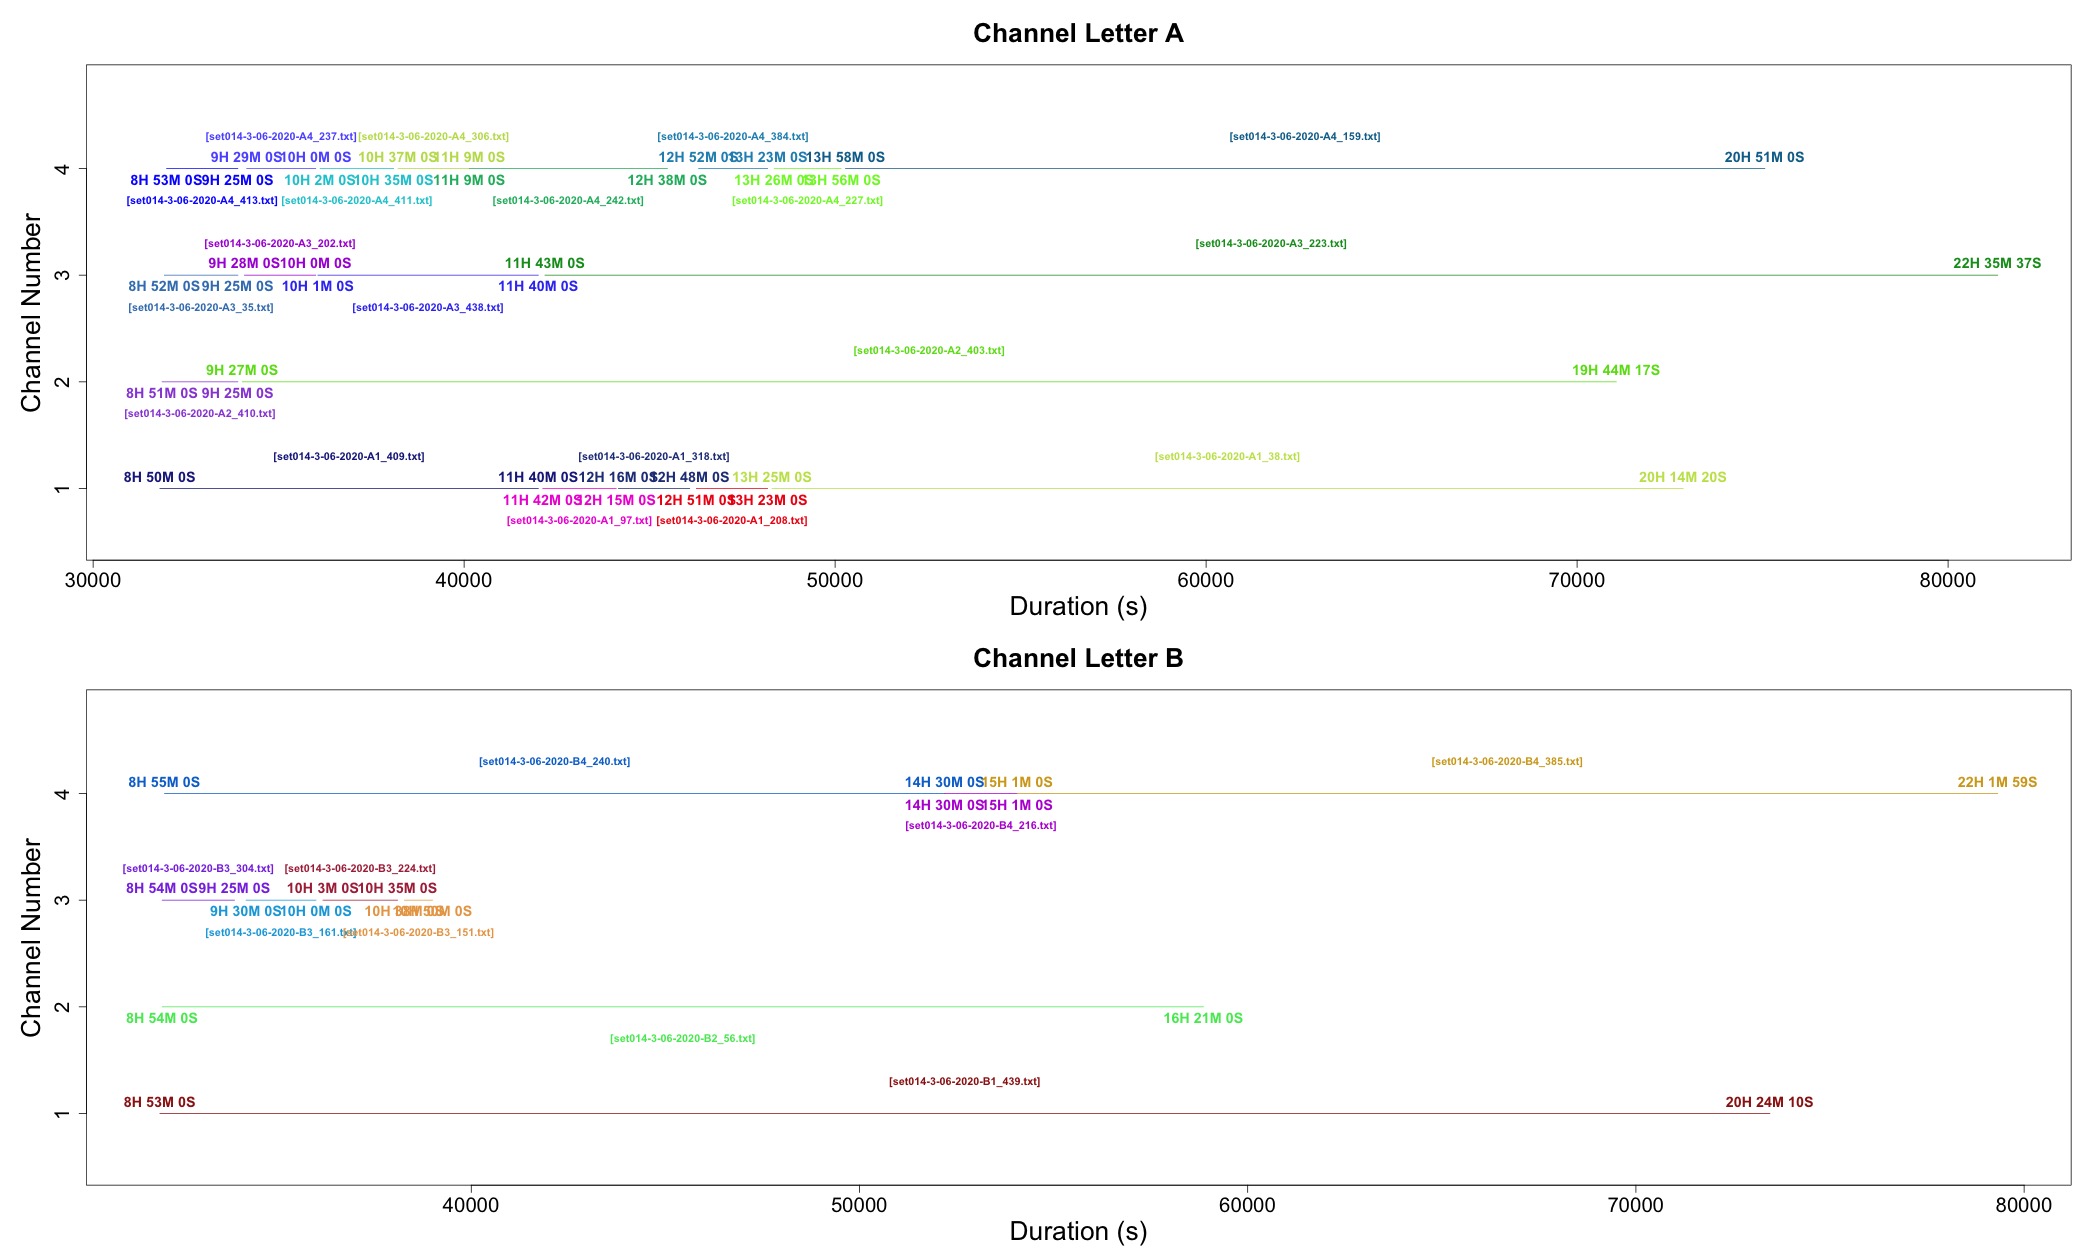 Channel Letter A
[set014-3-06-2020-A4_237.txt] [set014-3-06-2020-A4_306.txt] [set014-3-06-2020-A4_384.txt] [set014-3-06-2020-A4_159.txt]
9H 29M 0S 10H 0M 0S 10H 37M 0S 11H 9M 0S 12H 52M 0S 13H 23M 0S 13H 58M 0S 20H 51M 0S
4
8H 53M 0S 9H 25M 0S 10H 2M 0S 10H 35M 0S 11H 9M 0S 12H 38M 0S 13H 26M 0S 13H 56M 0S
[set014-3-06-2020-A4_413.txt] [set014-3-06-2020-A4_411.txt] [set014-3-06-2020-A4_242.txt] [set014-3-06-2020-A4_227.txt]
[set014-3-06-2020-A3_202.txt] [set014-3-06-2020-A3_223.txt]
9H 28M 0S 10H 0M 0S 11H 43M 0S 22H 35M 37S
3
8H 52M 0S 9H 25M 0S 10H 1M 0S 11H 40M 0S
[set014-3-06-2020-A3_35.txt] [set014-3-06-2020-A3_438.txt]
Channel Number
[set014-3-06-2020-A2_403.txt]
9H 27M 0S 19H 44M 17S
2
8H 51M 0S 9H 25M 0S
[set014-3-06-2020-A2_410.txt]
[set014-3-06-2020-A1_409.txt] [set014-3-06-2020-A1_318.txt] [set014-3-06-2020-A1_38.txt]
8H 50M 0S 11H 40M 0S 12H 16M 0S 12H 48M 0S 13H 25M 0S 20H 14M 20S
1
11H 42M 0S 12H 15M 0S 12H 51M 0S 13H 23M 0S
[set014-3-06-2020-A1_97.txt] [set014-3-06-2020-A1_208.txt]
30000 40000 50000 60000 70000 80000
Duration (s)
Channel Letter B
[set014-3-06-2020-B4_240.txt] [set014-3-06-2020-B4_385.txt]
8H 55M 0S 14H 30M 0S 15H 1M 0S 22H 1M 59S
4
14H 30M 0S 15H 1M 0S
[set014-3-06-2020-B4_216.txt]
[set014-3-06-2020-B3_304.txt] [set014-3-06-2020-B3_224.txt]
8H 54M 0S 9H 25M 0S 10H 3M 0S 10H 35M 0S
3
9H 30M 0S 10H 0M 0S
[set014-3-06-2020-B3_161.txt] [set014-3-06-2020-B3_151.txt]
Channel Number
2
8H 54M 0S 16H 21M 0S
[set014-3-06-2020-B2_56.txt]
[set014-3-06-2020-B1_439.txt]
8H 53M 0S 20H 24M 10S
1
40000 50000 60000 70000 80000
Duration (s)